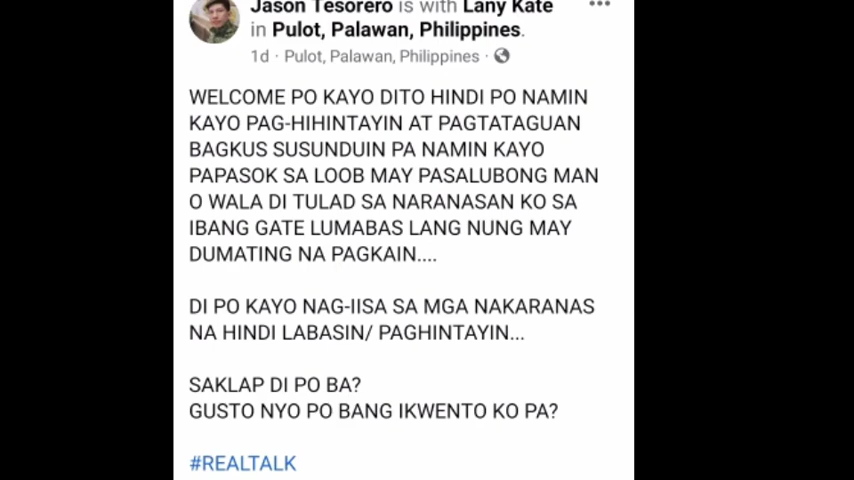 Jason Tesorero is with Lany Kate
in Pulot, Palawan, Philippines.
1d · Pulot, Palawan, Philippines ·
WELCOME PO KAYO DITO HINDI PO NAMIN
KAYO PAG-HIHINTAYIN AT PAGTATAGUAN
BAGKUS SUSUNDUIN PA NAMIN KAYO
PAPASOK SA LOOB MAY PASALUBONG MAN
O WALA DI TULAD SA NARANASAN KO SA
IBANG GATE LUMABAS LANG NUNG MAY
DUMATING NA PAGKAIN....
DI PO KAYO NAG-IISA SA MGA NAKARANAS
NA HINDI LABASIN/ PAGHINTAYIN...
SAKLAP DI PO BA?
GUSTO NYO PO BANG IKWENTO KO PA?
#REALTALK